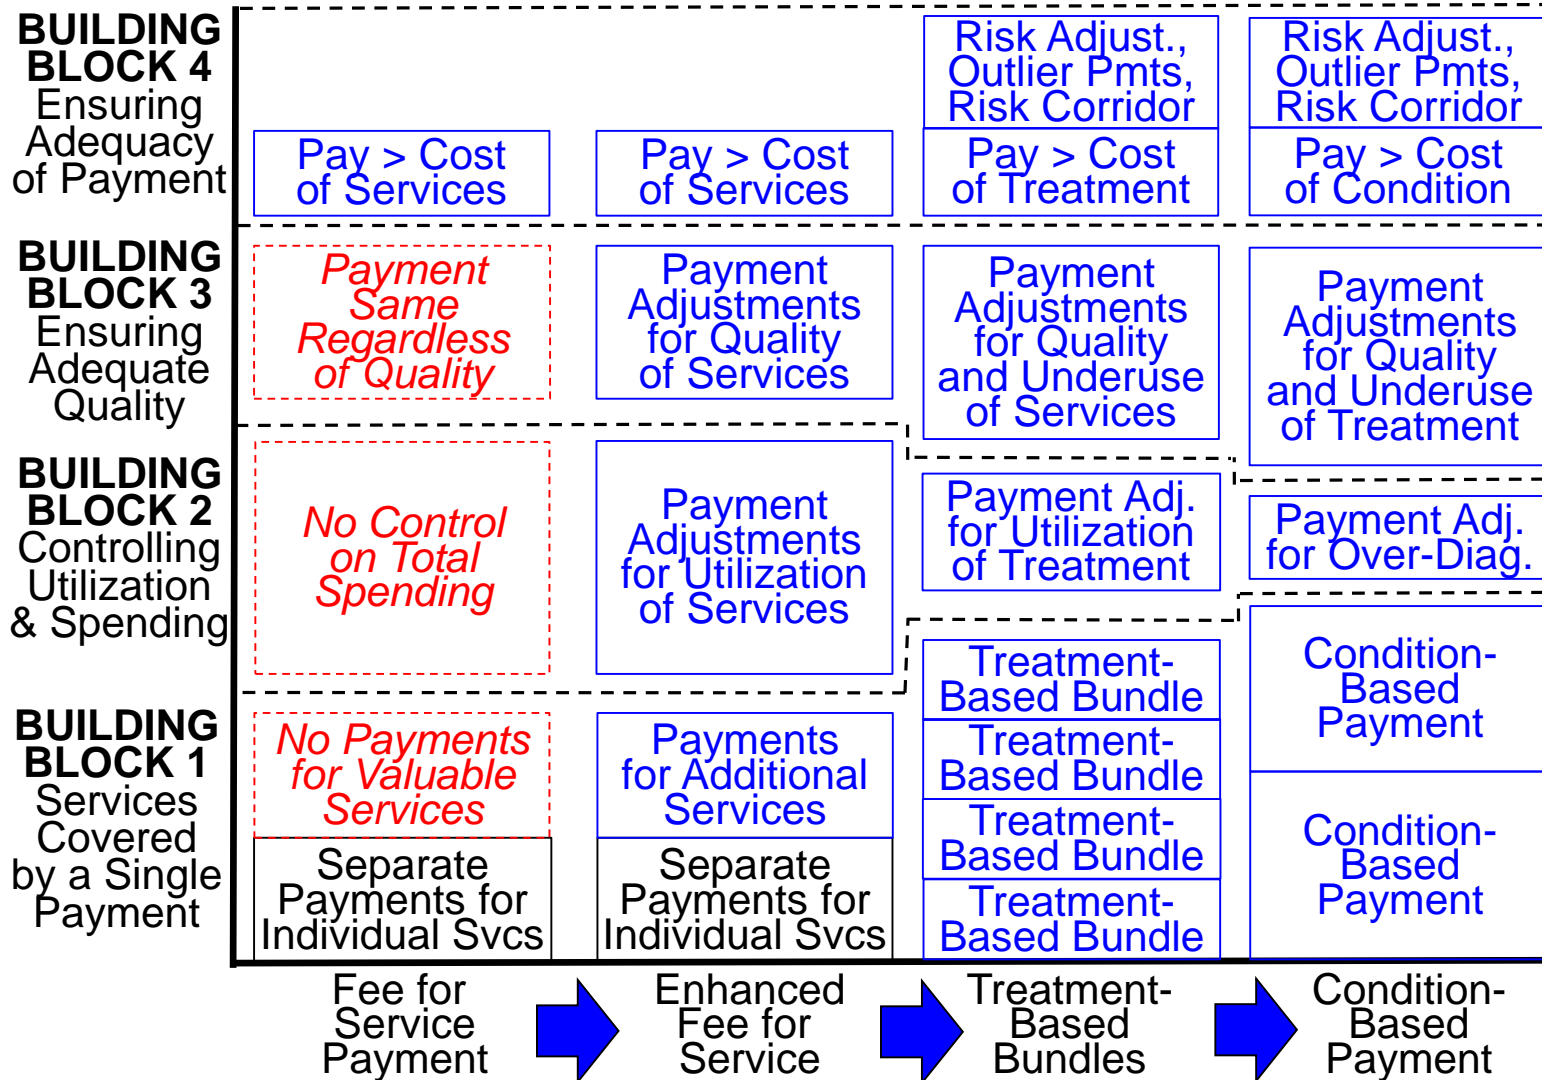 BUILDING
BLOCK 4
Ensuring
Adequacy
of Payment
Pay > Cost
of Services
Pay > Cost
of Services
Risk Adjust.,
Outlier Pmts,
Risk Corridor
Pay > Cost
of Treatment
Risk Adjust.,
Outlier Pmts,
Risk Corridor
Pay > Cost
of Condition
BUILDING
BLOCK 3
Ensuring
Adequate
Quality
Payment
Same
Regardless
of Quality
Payment
Adjustments
for Quality
of Services
Payment
Adjustments
for Quality
and Underuse
of Services
Payment
Adjustments
for Quality
and Underuse
of Treatment
BUILDING
BLOCK 2
Controlling
Utilization
& Spending
No Control
on Total
Spending
Payment
Adjustments
for Utilization
of Services
Payment Adj.
for Utilization
of Treatment
Payment Adj.
for Over-Diag.
BUILDING
BLOCK 1
Services
Covered
by a Single
Payment
No Payments
for Valuable
Services
Separate
Payments for
Individual Svcs
Payments
for Additional
Services
Separate
Payments for
Individual Svcs
Treatment-
Based Bundle
Treatment-
Based Bundle
Treatment-
Based Bundle
Treatment-
Based Bundle
Condition-
Based
Payment
Condition-
Based
Payment
Fee for
Service
Payment
Enhanced
Fee for
Service
Treatment-
Based
Bundles
Condition-
Based
Payment